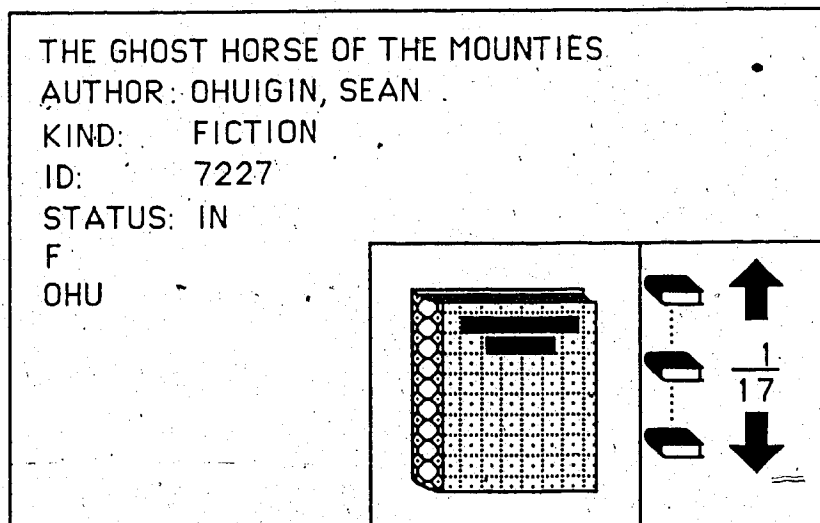 THE GHOST HORSE OF THE MOUNTIES
AUTHOR: OHUIGIN, SEAN
KIND: FICTION
ID: 7227
STATUS: IN
F
OHU
1
17